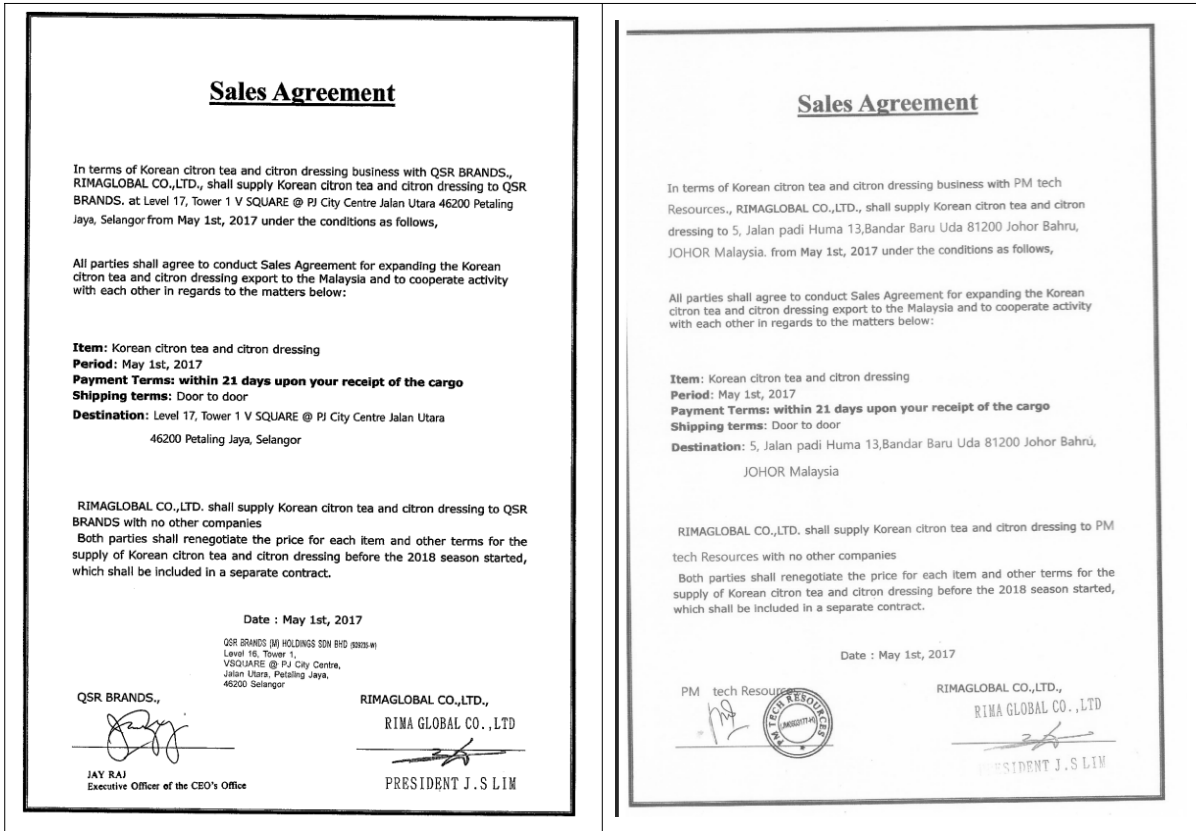 Sales Agreement
In terms of Korean citron tea and citron dressing business with QSR BRANDS.,
RIMAGLOBAL CO.,LTD., shall supply Korean citron tea and citron dressing to QSR
BRANDS. at Level 17, Tower 1 V SQUARE @ PJ City Centre Jalan Utara 46200 Petaling
Jaya, Selangor from May 1st, 2017 under the conditions as follows,
All parties shall agree to conduct Sales Agreement for expanding the Korean
citron tea and citron dressing export to the Malaysia and to cooperate activity
with each other in regards to the matters below:
Item: Korean citron tea and citron dressing
Period: May 1st, 2017
Payment Terms: within 21 days upon your receipt of the cargo
Shipping terms: Door to door
Destination: Level 17, Tower 1 V SQUARE @ PJ City Centre Jalan Utara
46200 Petaling Jaya, Selangor
RIMAGLOBAL CO.,LTD. shall supply Korean citron tea and citron dressing to QSR
BRANDS with no other companies
Both parties shall renegotiate the price for each item and other terms for the
supply of Korean citron tea and citron dressing before the 2018 season started,
which shall be included in a separate contract.
Date : May 1st, 2017
QSR BRANDS (M) HOLDINGS SDN BHD
Level 16, Tower 1,
VSQUARE @ PJ City Centre,
Jalan Utara, Petaling Jaya,
46200 Selangor
QSR BRANDS.,
JAY RAJ
Executive Officer of the CEO's Office
RIMAGLOBAL CO.,LTD.,
RIMA GLOBAL CO.,LTD
PRESIDENT J.S LIM
Sales Agreement
In terms of Korean citron tea and citron dressing business with PM tech
Resources., RIMAGLOBAL CO.,LTD., shall supply Korean citron tea and citron
dressing to 5, Jalan padi Huma 13,Bandar Baru Uda 81200 Johor Bahru,
JOHOR Malaysia. from May 1st, 2017 under the conditions as follows,
All parties shall agree to conduct Sales Agreement for expanding the Korean
citron tea and citron dressing export to the Malaysia and to cooperate activity
with each other in regards to the matters below:
Item: Korean citron tea and citron dressing
Period: May 1st, 2017
Payment Terms: within 21 days upon your receipt of the cargo
Shipping terms: Door to door
Destination: 5, Jalan padi Huma 13,Bandar Baru Uda 81200 Johor Bahru,
JOHOR Malaysia
RIMAGLOBAL CO.,LTD. shall supply Korean citron tea and citron dressing to PM
tech Resources with no other companies
Both parties shall renegotiate the price for each item and other terms for the
supply of Korean citron tea and citron dressing before the 2018 season started,
which shall be included in a separate contract.
Date : May 1st, 2017
PM tech Resources
PM TECH RESOURCES
RIMAGLOBAL CO.,LTD.,
RIMA GLOBAL CO.,LTD
RESIDENT J.S LIM